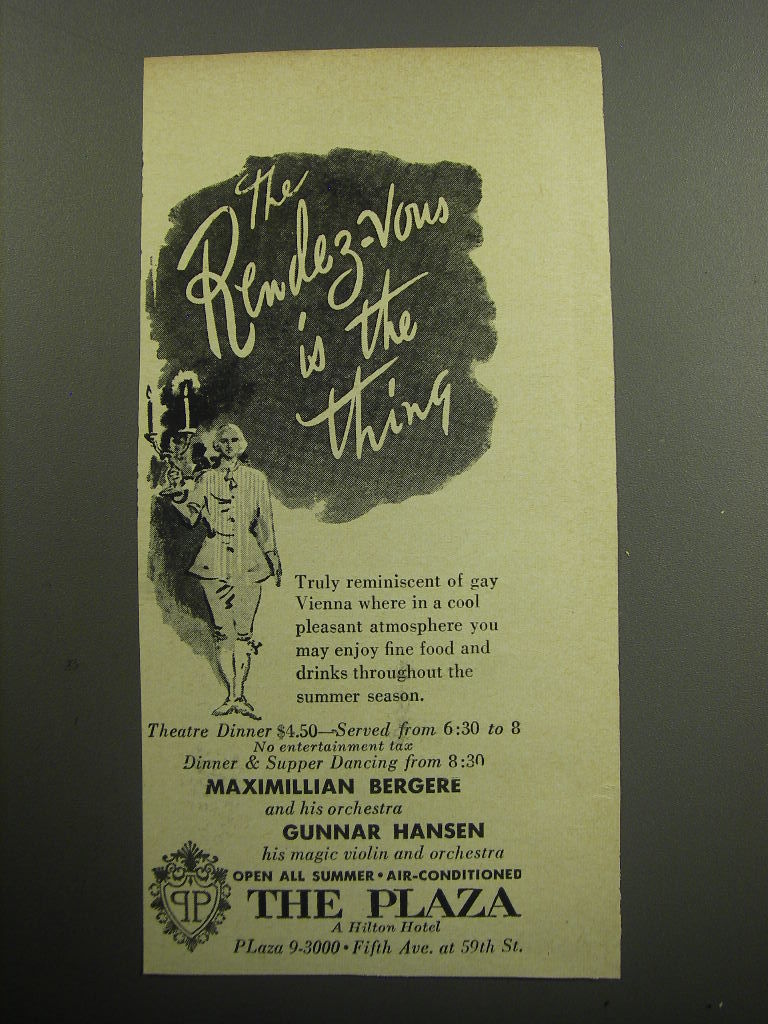 the
Rendez-Vous
is the
thing
Truly reminiscent of gay
Vienna where in a cool
pleasant atmosphere you
may enjoy fine food and
drinks throughout the
summer season.
Theatre Dinner $4.50—Served from 6:30 to 8
No entertainment tax
Dinner & Supper Dancing from 8:30
MAXIMILLIAN BERGERE
and his orchestra
GUNNAR HANSEN
his magic violin and orchestra
OPEN ALL SUMMER • AIR-CONDITIONED
PP
THE PLAZA
A Hilton Hotel
PLaza 9-3000 • Fifth Ave. at 59th St.